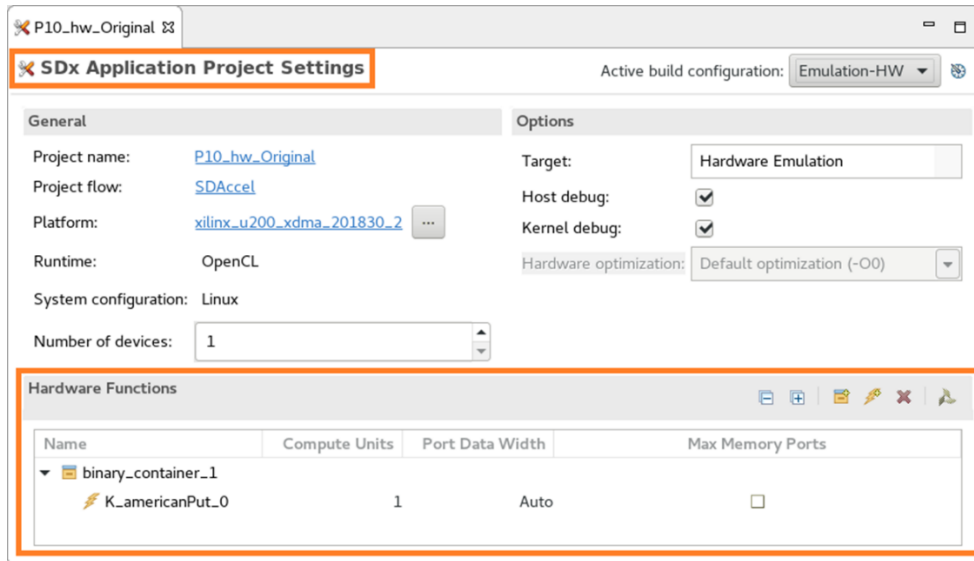 P10_hw_Original
SDx Application Project Settings
Active build configuration: Emulation-HW
General
Project name: P10_hw_Original
Project flow: SDAccel
Platform: xilinx_u200_xdma_201830_2 ...
Runtime: OpenCL
System configuration: Linux
Number of devices: 1
Options
Target: Hardware Emulation
Host debug:
Kernel debug:
Hardware optimization: Default optimization (-O0)
Hardware Functions
Name Compute Units Port Data Width Max Memory Ports
binary_container_1
K_americanPut_0 1 Auto